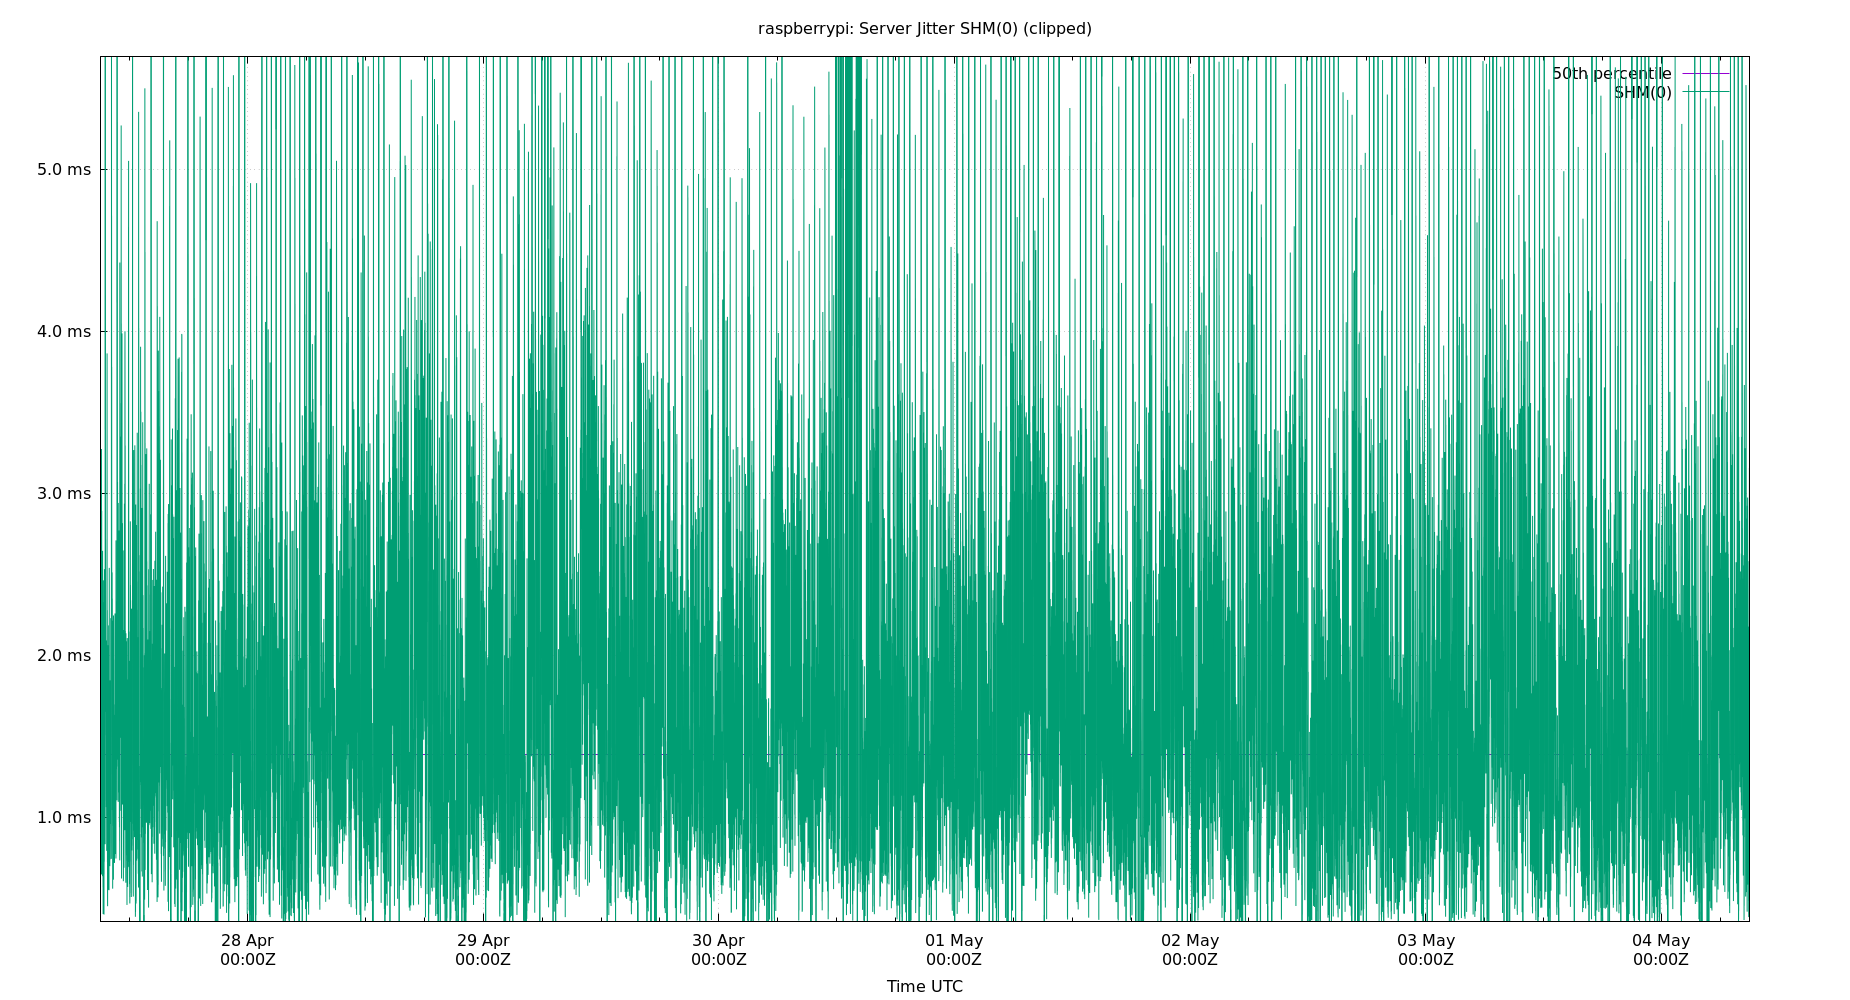 raspberrypi: Server Jitter SHM(0) (clipped)
50th percentile
SHM(0)
5.0 ms
4.0 ms
3.0 ms
2.0 ms
1.0 ms
28 Apr 29 Apr 30 Apr 01 May 02 May 03 May 04 May
00:00Z 00:00Z 00:00Z 00:00Z 00:00Z 00:00Z 00:00Z
Time UTC